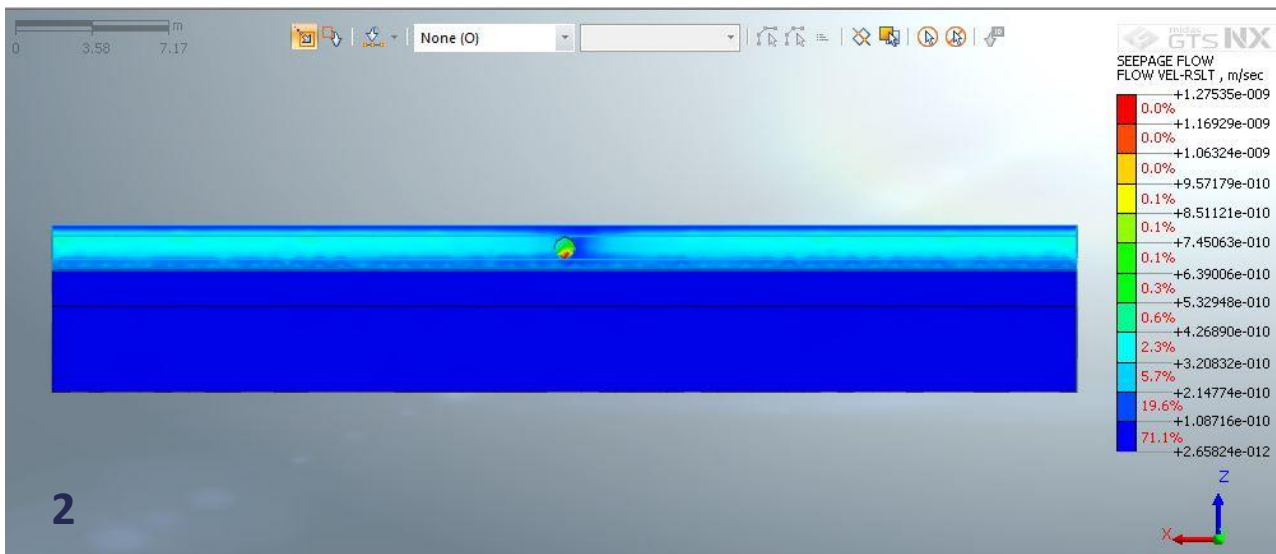 m
0 3.58 7.17
None (O)
midas
GTS NX
SEEPAGE FLOW
FLOW VEL-RSLT , m/sec
+1.27535e-009
0.0%
+1.16929e-009
0.0%
+1.06324e-009
0.0%
+9.57179e-010
0.1%
+8.51121e-010
0.1%
+7.45063e-010
0.1%
+6.39006e-010
0.3%
+5.32948e-010
0.6%
+4.26890e-010
2.3%
+3.20832e-010
5.7%
+2.14774e-010
19.6%
+1.08716e-010
71.1%
+2.65824e-012
Z
X
2